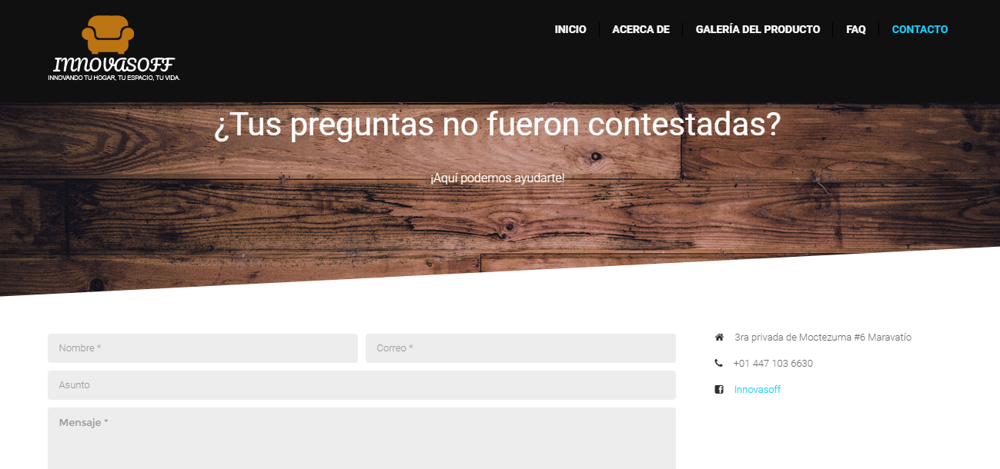 INNOVASOFF
INNOVANDO TU HOGAR, TU ESPACIO, TU VIDA.
INICIO
ACERCA DE
GALERÍA DEL PRODUCTO
FAQ
CONTACTO
¿Tus preguntas no fueron contestadas?
¡Aquí podemos ayudarte!
Nombre *
Correo *
Asunto
Mensaje *
3ra privada de Moctezuma #6 Maravatío
+01 447 103 6630
Innovasoff